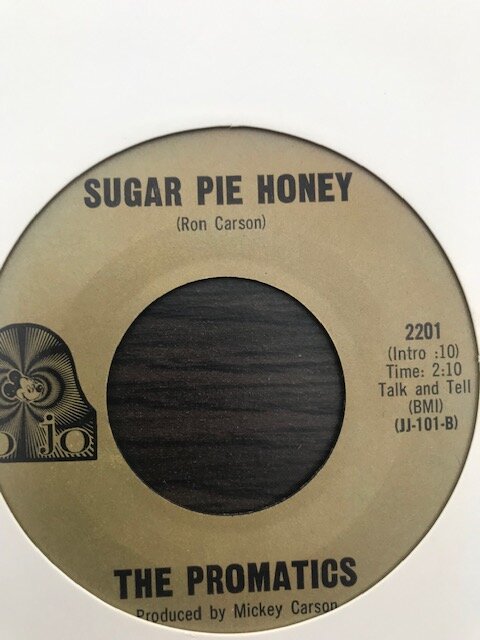 SUGAR PIE HONEY
(Ron Carson)
jo
2201
(Intro :10)
Time: 2:10
Talk and Tell
(BMI)
(JJ-101-B)
THE PROMATICS
Produced by Mickey Carson